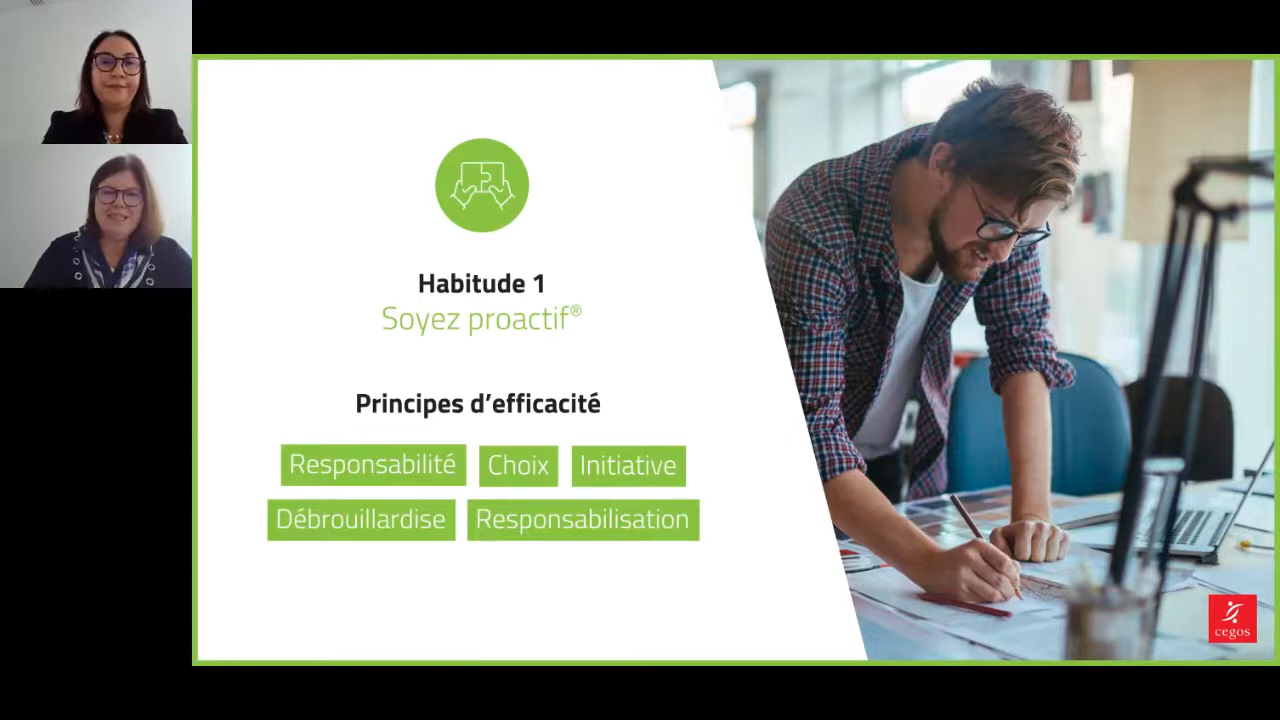 Habitude 1
Soyez proactif®
Principes d’efficacité
Responsabilité Choix Initiative
Débrouillardise Responsabilisation
cegos